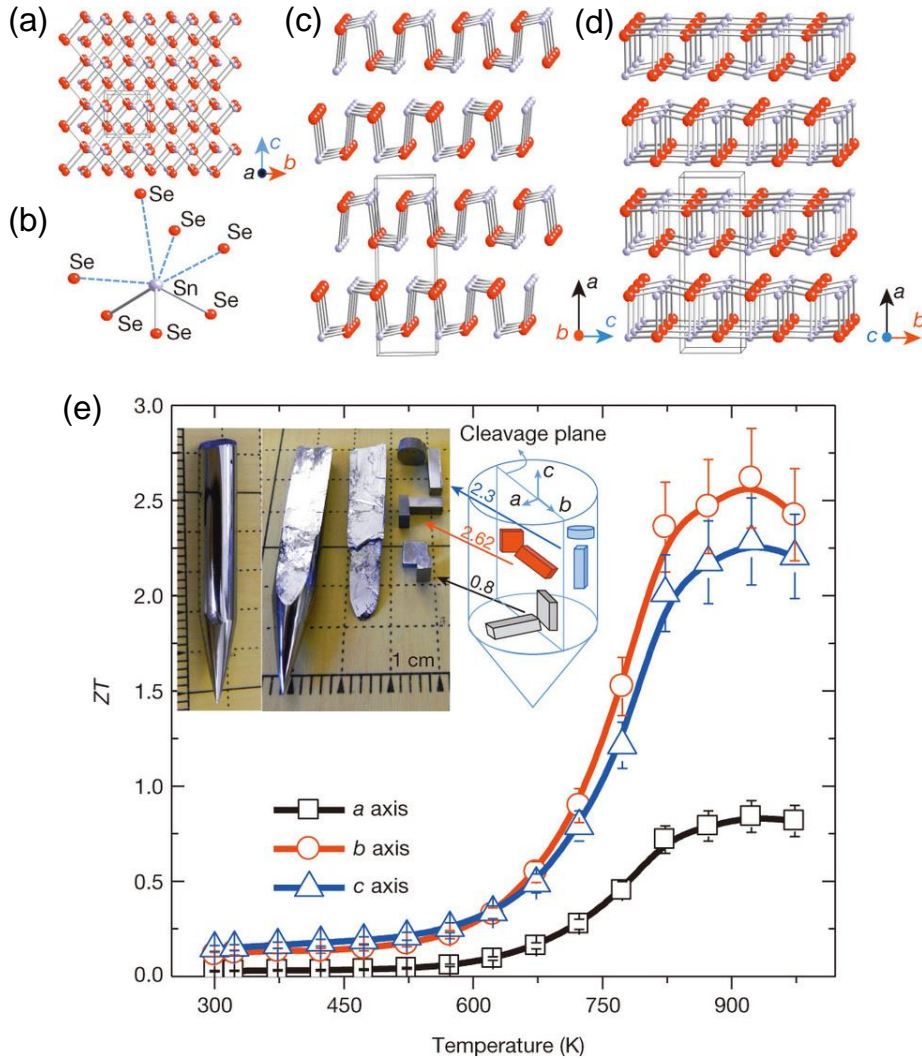 (a)
c
a
b
(b)
Se
Se
Se
Se
Sn
Se
Se
Se
(c)
a
b
c
(d)
a
c
b
(e)
3.0
2.5
2.0
1.5
1.0
0.5
0.0
ZT
Cleavage plane
c
a
b
2.3
2.62
0.8
1 cm
a axis
b axis
c axis
300
450
600
750
900
Temperature (K)